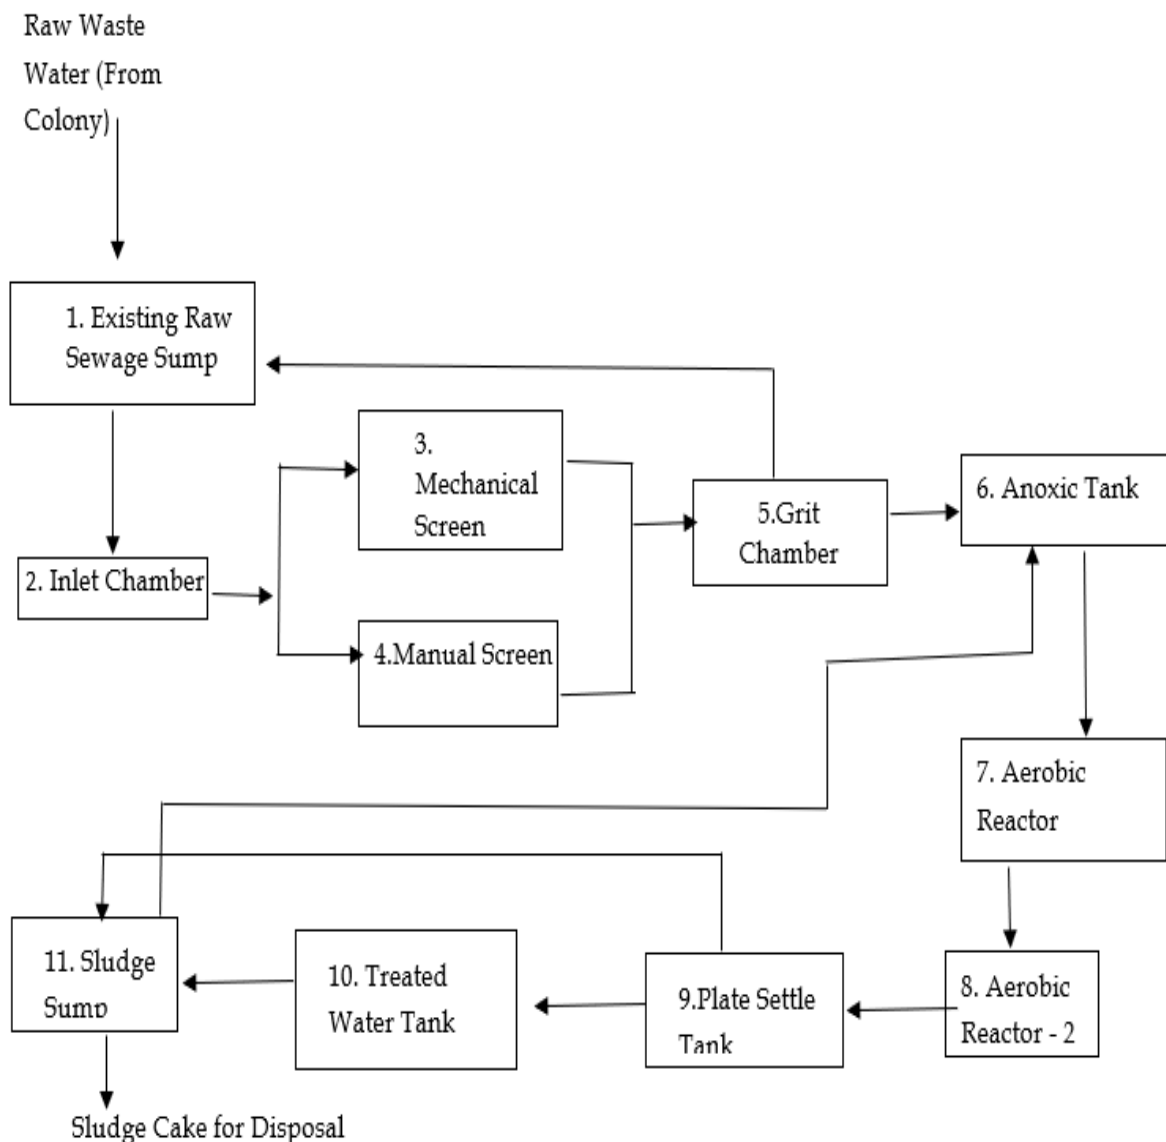 Raw Waste
Water (From
Colony)
1. Existing Raw
Sewage Sump
3.
Mechanical
Screen
2. Inlet Chamber
4.Manual Screen
5.Grit
Chamber
6. Anoxic Tank
7. Aerobic
Reactor
8. Aerobic
Reactor - 2
9.Plate Settle
Tank
10. Treated
Water Tank
11. Sludge
Sump
Sludge Cake for Disposal